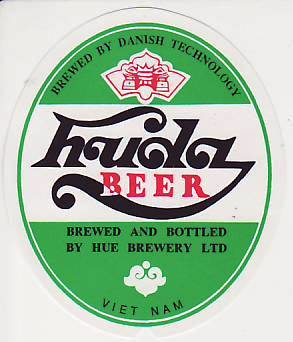 BREWED BY DANISH TECHNOLOGY
huda
BEER
BREWED AND BOTTLED
BY HUE BREWERY LTD
VIET NAM